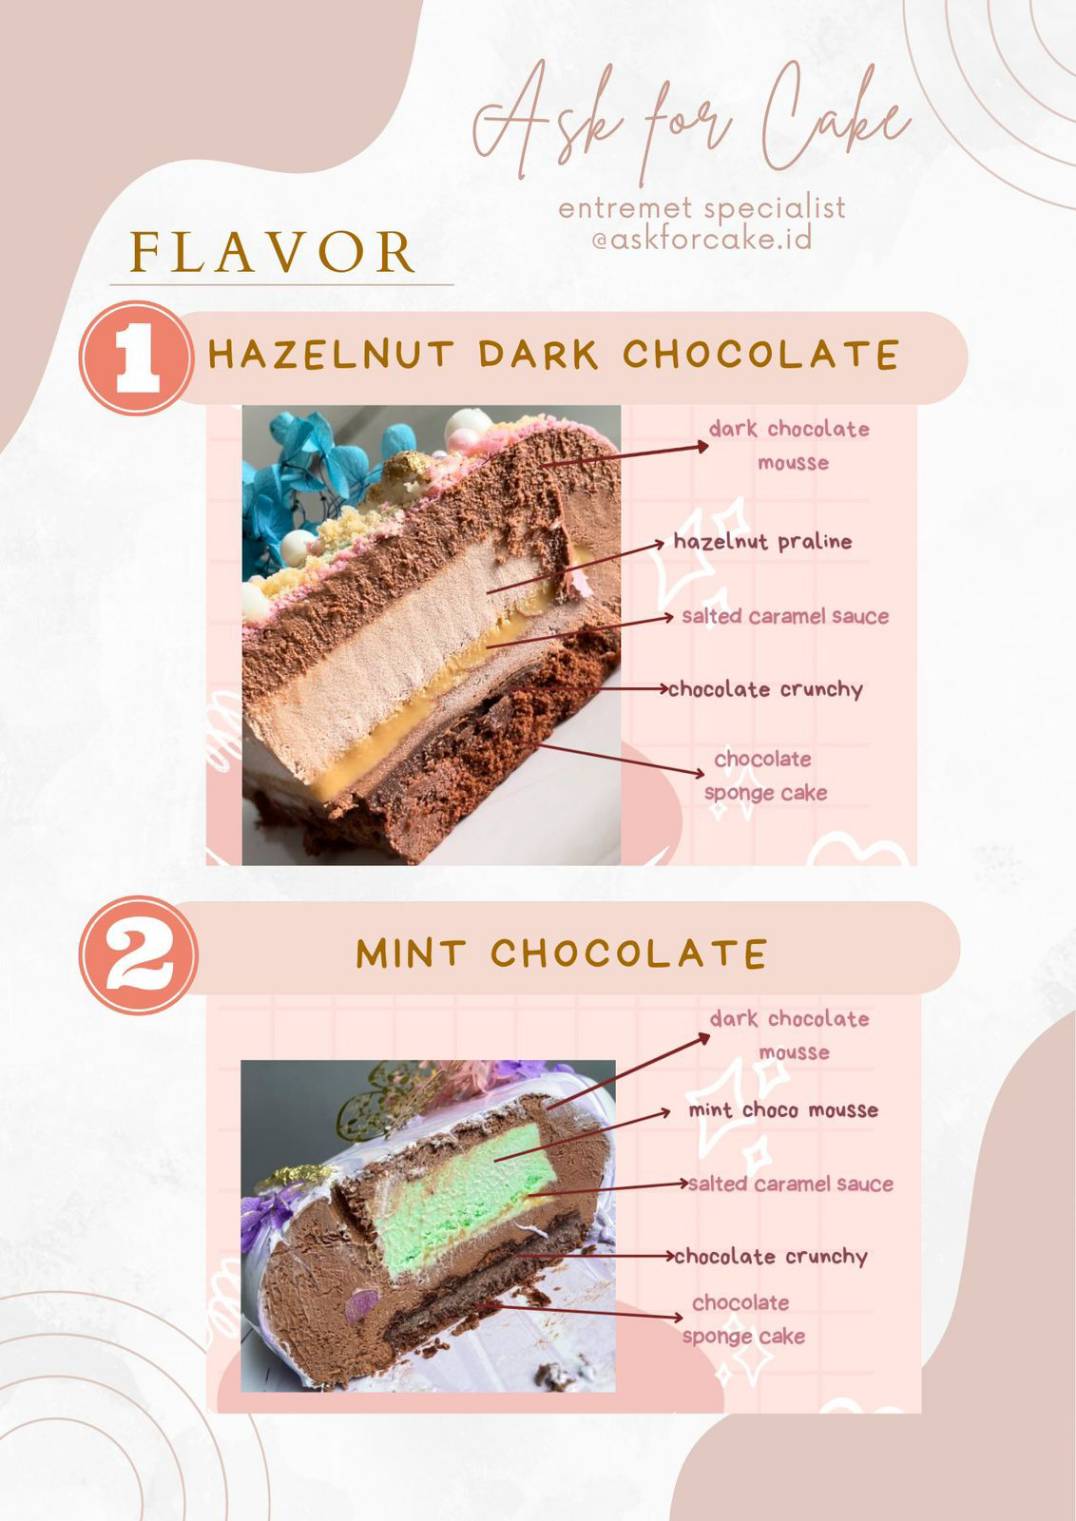 Ask for Cake
entremet specialist
@askforcake.id
FLAVOR
1
HAZELNUT DARK CHOCOLATE
dark chocolate
mousse
hazelnut praline
salted caramel sauce
chocolate crunchy
chocolate
sponge cake
2
MINT CHOCOLATE
dark chocolate
mousse
mint choco mousse
salted caramel sauce
chocolate crunchy
chocolate
sponge cake